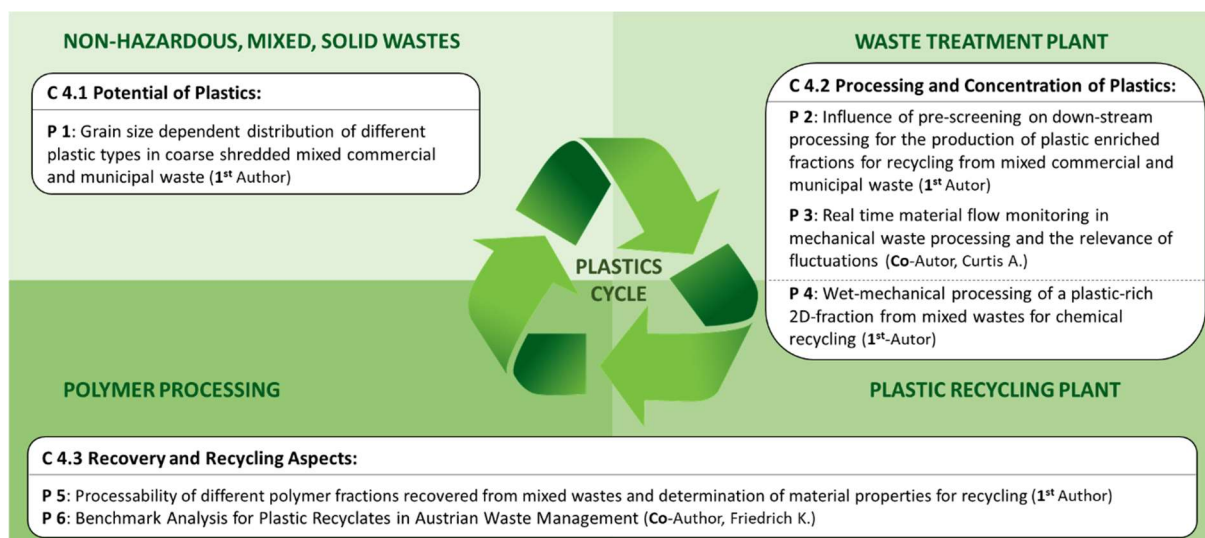 NON-HAZARDOUS, MIXED, SOLID WASTES
C 4.1 Potential of Plastics:
P 1: Grain size dependent distribution of different
plastic types in coarse shredded mixed commercial
and municipal waste (1st Author)
WASTE TREATMENT PLANT
C 4.2 Processing and Concentration of Plastics:
P 2: Influence of pre-screening on down-stream
processing for the production of plastic enriched
fractions for recycling from mixed commercial and
municipal waste (1st Autor)
P 3: Real time material flow monitoring in
mechanical waste processing and the relevance of
fluctuations (Co-Autor, Curtis A.)
P 4: Wet-mechanical processing of a plastic-rich
2D-fraction from mixed wastes for chemical
recycling (1st-Autor)
PLASTICS
CYCLE
POLYMER PROCESSING
PLASTIC RECYCLING PLANT
C 4.3 Recovery and Recycling Aspects:
P 5: Processability of different polymer fractions recovered from mixed wastes and determination of material properties for recycling (1st Author)
P 6: Benchmark Analysis for Plastic Recyclates in Austrian Waste Management (Co-Author, Friedrich K.)